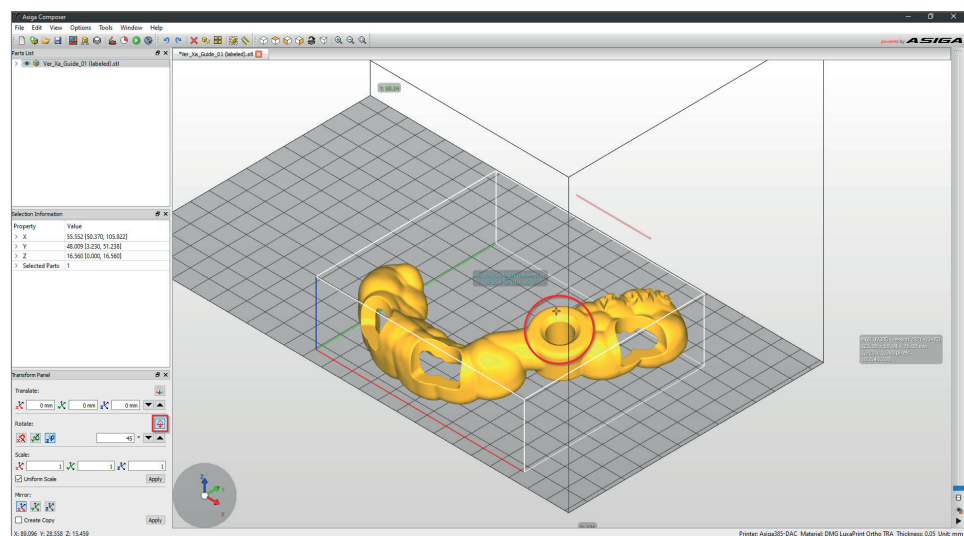 Asiga Composer
File Edit View Options Tools Window Help
powered by ASIGA
Parts List
*Ver_Xa_Guide_01 (labeled).stl
Ver_Xa_Guide_01 (labeled).stl
Y: 68.04
Selection Information
Property Value
X 55.552 [50.370, 105.922]
Y 48.009 [3.230, 51.238]
Z 16.560 [0.000, 16.560]
Selected Parts 1
Transform Panel
Translate:
0 mm 0 mm 0 mm
Rotate:
45 °
Scale:
1 1 1
Uniform Scale Apply
Mirror:
Create Copy Apply
Z
X
X: 89.096 Y: 28.558 Z: 15.459
Printer: Asiga385-DAC Material: DMG LuxaPrint Ortho TRA Thickness: 0.05 Unit: mm